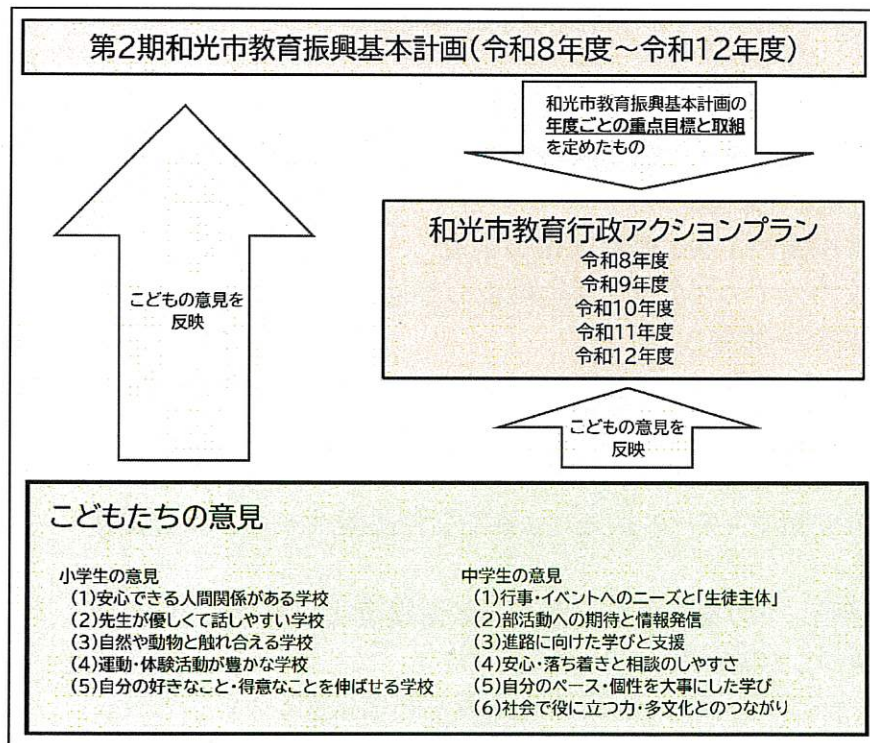 第2期和光市教育振興基本計画(令和8年度～令和12年度)
和光市教育振興基本計画の
年度ごとの重点目標と取組
を定めたもの
和光市教育行政アクションプラン
令和8年度
令和9年度
令和10年度
令和11年度
令和12年度
こどもの意見を
反映
こどもの意見を
反映
こどもたちの意見
小学生の意見
(1)安心できる人間関係がある学校
(2)先生が優しくて話しやすい学校
(3)自然や動物と触れ合える学校
(4)運動・体験活動が豊かな学校
(5)自分の好きなこと・得意なことを伸ばせる学校
中学生の意見
(1)行事・イベントへのニーズと「生徒主体」
(2)部活動への期待と情報発信
(3)進路に向けた学びと支援
(4)安心・落ち着きと相談のしやすさ
(5)自分のペース・個性を大事にした学び
(6)社会で役に立つ力・多文化とのつながり